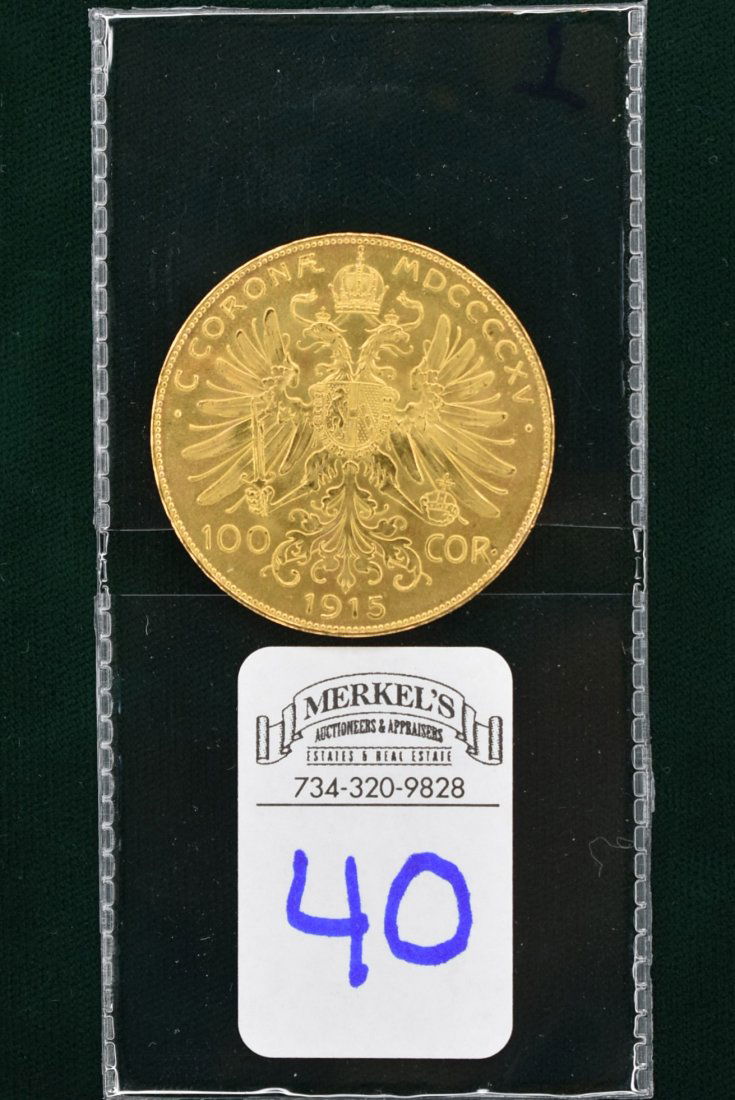 C CORONÆ MDCCCCXV
100 COR.
1915
MERKEL'S
AUCTIONEERS & APPRAISERS
ESTATES & REAL ESTATE
734-320-9828
40